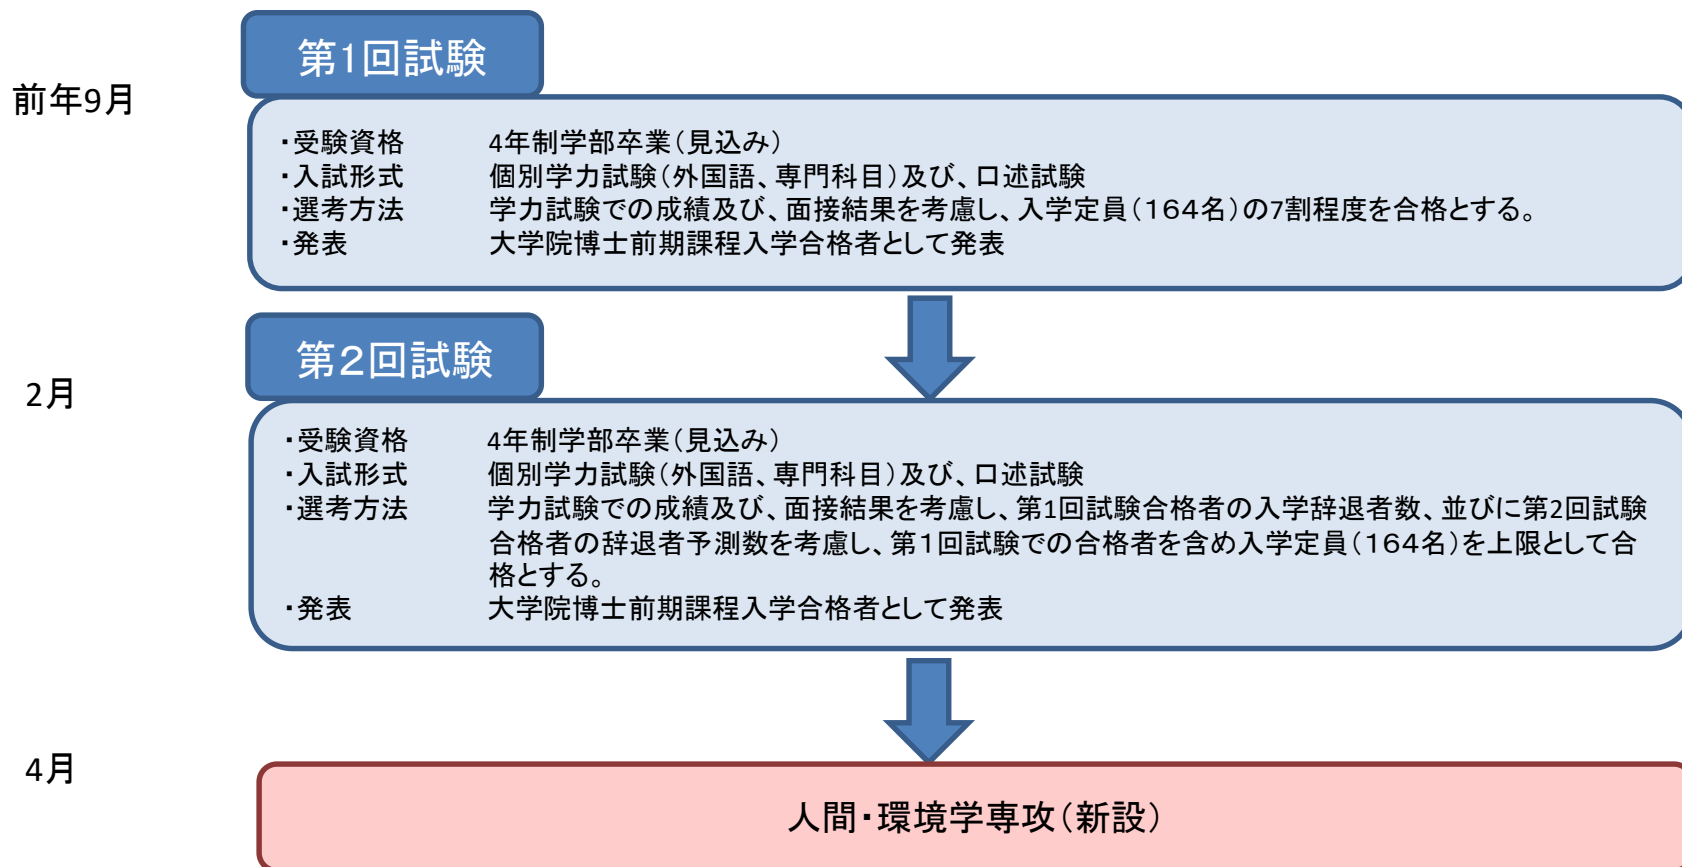 第1回試験
前年9月
・受験資格 4年制学部卒業(見込み)
・入試形式 個別学力試験(外国語、専門科目)及び、口述試験
・選考方法 学力試験での成績及び、面接結果を考慮し、入学定員(164名)の7割程度を合格とする。
・発表 大学院博士前期課程入学合格者として発表
第2回試験
2月
・受験資格 4年制学部卒業(見込み)
・入試形式 個別学力試験(外国語、専門科目)及び、口述試験
・選考方法 学力試験での成績及び、面接結果を考慮し、第1回試験合格者の入学辞退者数、並びに第2回試験
合格者の辞退者予測数を考慮し、第1回試験での合格者を含め入学定員(164名)を上限として合
格とする。
・発表 大学院博士前期課程入学合格者として発表
4月
人間・環境学専攻(新設)